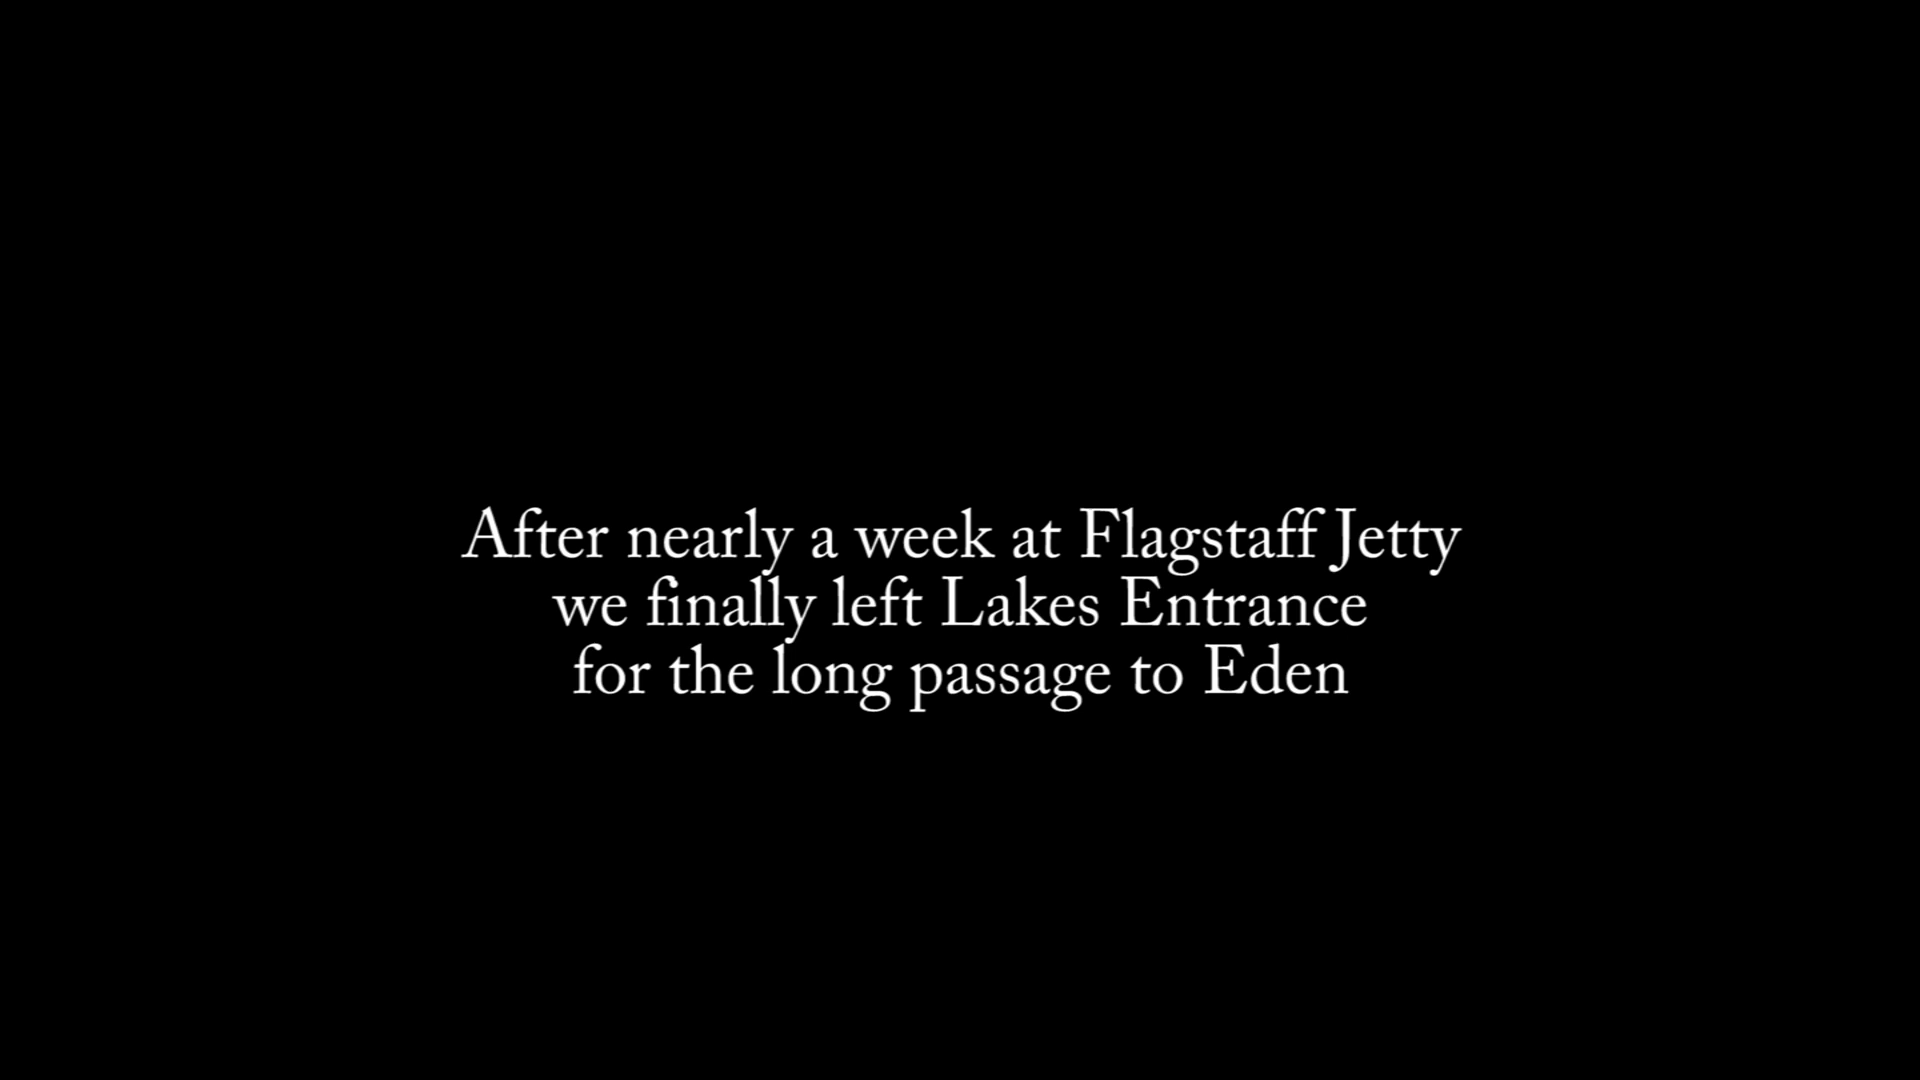 After nearly a week at Flagstaff Jetty
we finally left Lakes Entrance
for the long passage to Eden